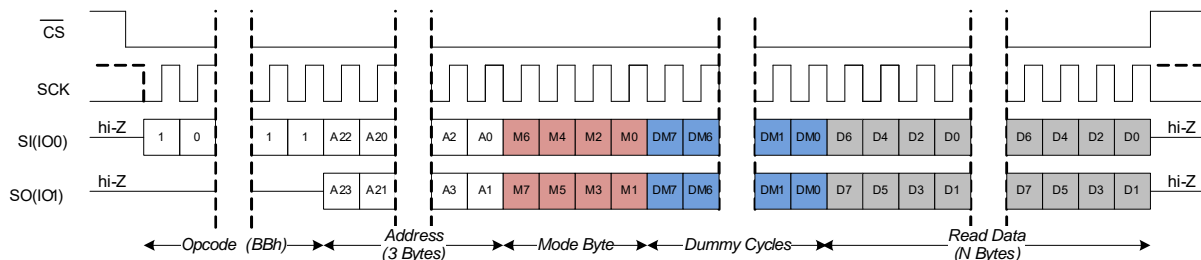 CS
SCK
hi-Z
SI(IO0) 1 0 1 1 A22 A20 A2 A0 M6 M4 M2 M0 DM7 DM6 DM1 DM0 D6 D4 D2 D0 D6 D4 D2 D0 hi-Z
hi-Z
SO(IO1) A23 A21 A3 A1 M7 M5 M3 M1 DM7 DM6 DM1 DM0 D7 D5 D3 D1 D7 D5 D3 D1 hi-Z
Opcode (BBh) Address Mode Byte Dummy Cycles Read Data
(3 Bytes) (N Bytes)